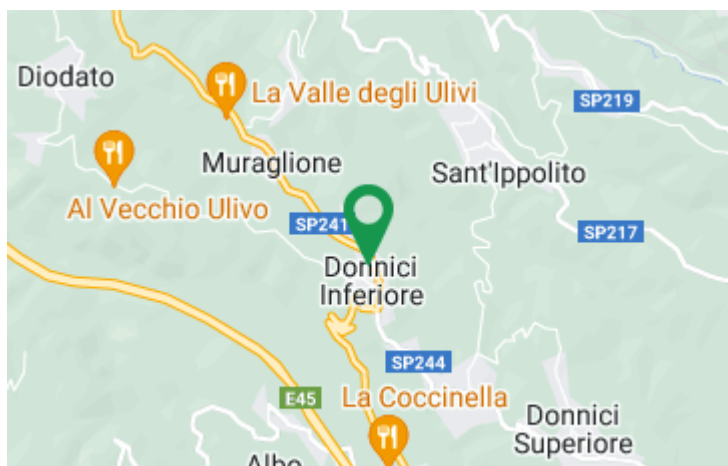 Diodato
La Valle degli Ulivi
SP219
Muraglione
Sant'Ippolito
Al Vecchio Ulivo
SP241
SP217
Donnici
Inferiore
SP244
E45
La Coccinella
Donnici
Superiore
Albo